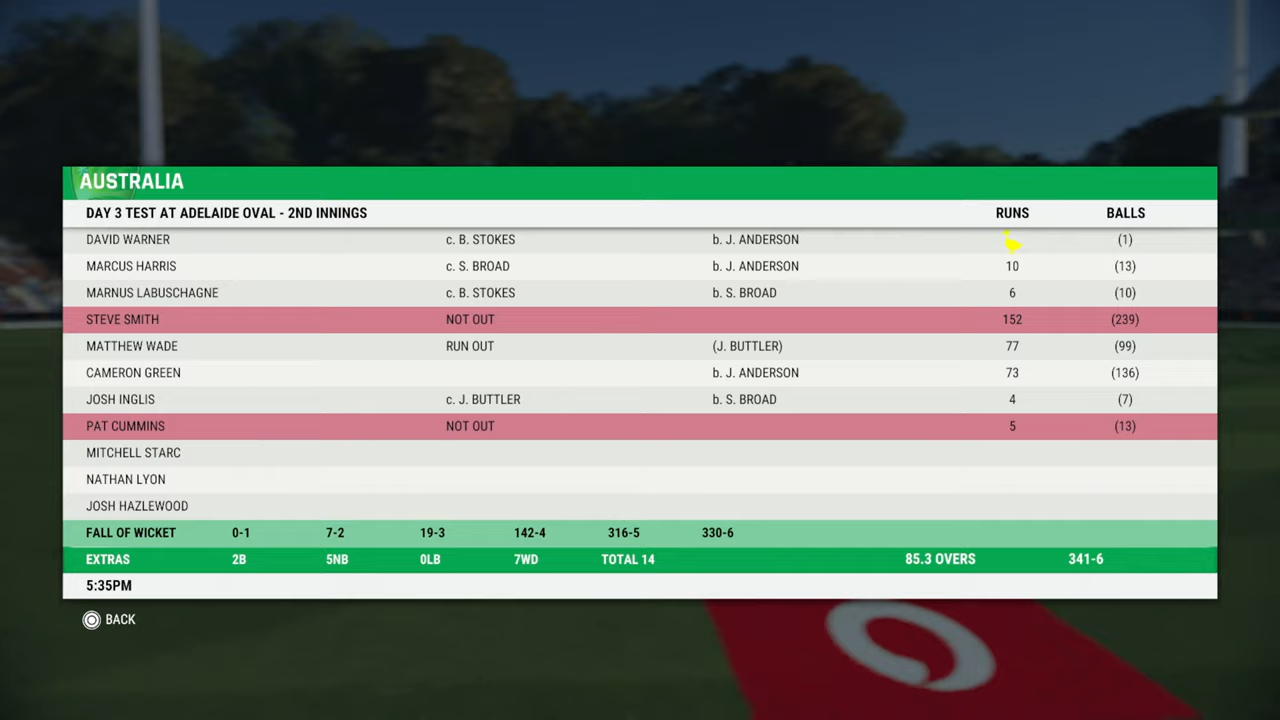 AUSTRALIA
DAY 3 TEST AT ADELAIDE OVAL - 2ND INNINGS RUNS BALLS
DAVID WARNER c. B. STOKES b. J. ANDERSON (1)
MARCUS HARRIS c. S. BROAD b. J. ANDERSON 10 (13)
MARNUS LABUSCHAGNE c. B. STOKES b. S. BROAD 6 (10)
STEVE SMITH NOT OUT 152 (239)
MATTHEW WADE RUN OUT (J. BUTTLER) 77 (99)
CAMERON GREEN b. J. ANDERSON 73 (136)
JOSH INGLIS c. J. BUTTLER b. S. BROAD 4 (7)
PAT CUMMINS NOT OUT 5 (13)
MITCHELL STARC
NATHAN LYON
JOSH HAZLEWOOD
FALL OF WICKET 0-1 7-2 19-3 142-4 316-5 330-6
EXTRAS 2B 5NB 0LB 7WD TOTAL 14 85.3 OVERS 341-6
5:35PM
BACK